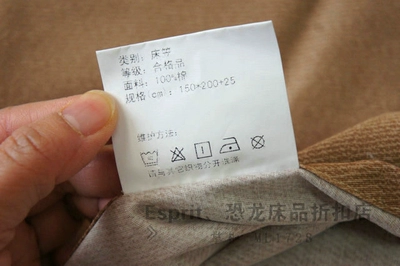 类别：床笠
等级：合格品
面料：100%棉
规格(cm)：150*200+25
维护方法：
Esprit、恐龙床品折扣店